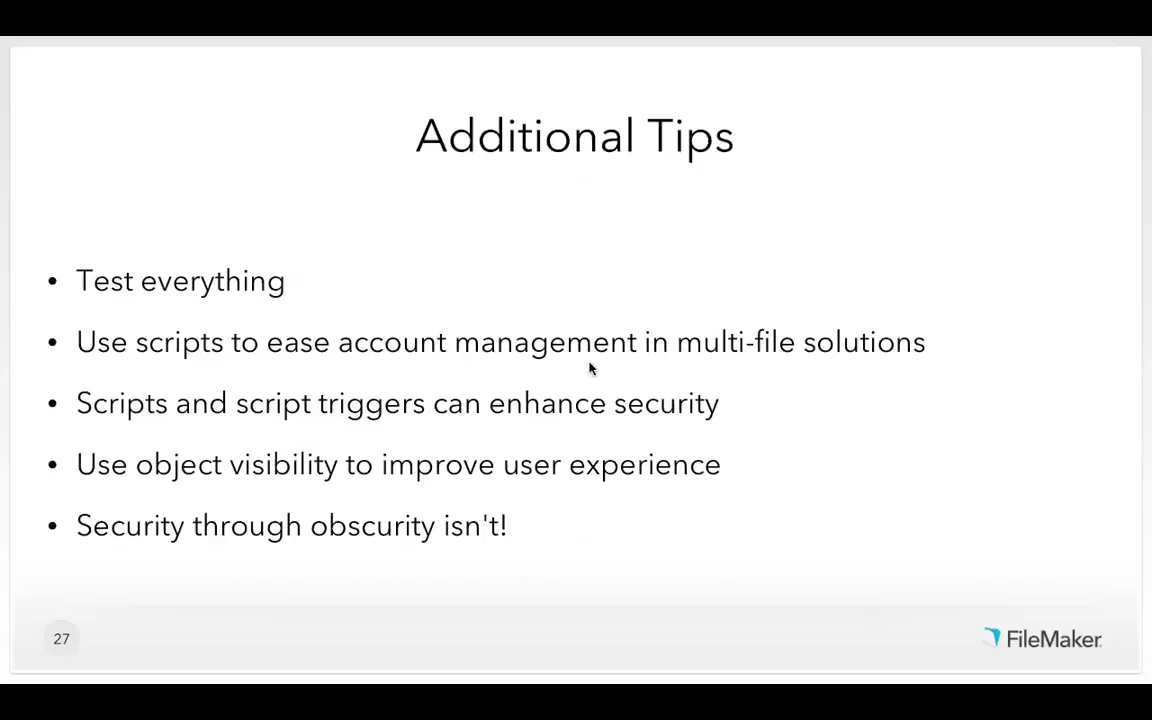 Additional Tips
• Test everything
• Use scripts to ease account management in multi-file solutions
• Scripts and script triggers can enhance security
• Use object visibility to improve user experience
• Security through obscurity isn't!
27
FileMaker